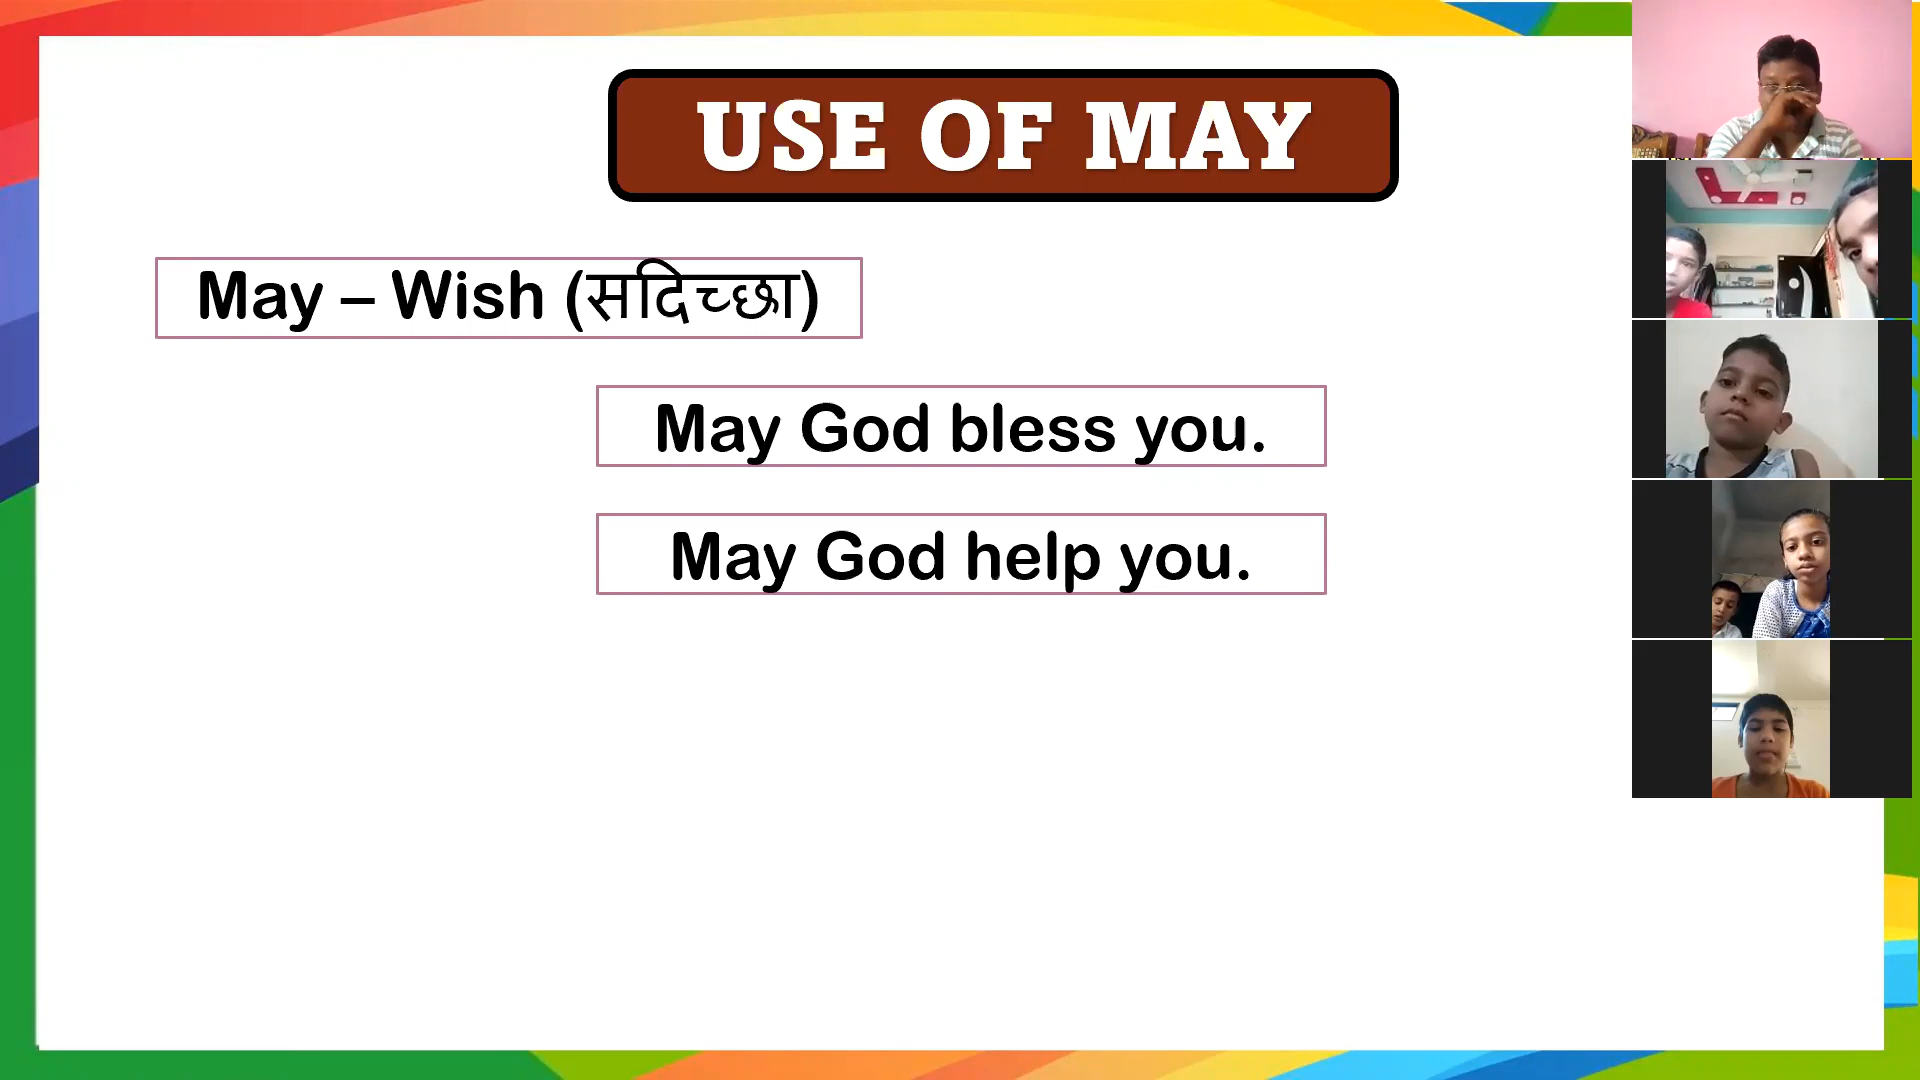 USE OF MAY
May – Wish (सदिच्छा)
May God bless you.
May God help you.